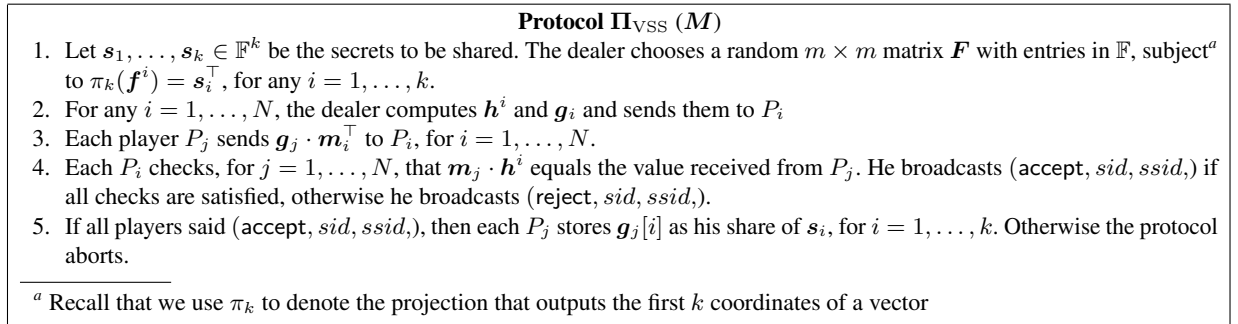 Protocol Π_VSS (M)
1. Let s_1, . . . , s_k ∈ 𝔽^k be the secrets to be shared. The dealer chooses a random m × m matrix F with entries in 𝔽, subject^a
to π_k(f^i) = s_i^⊤, for any i = 1, . . . , k.
2. For any i = 1, . . . , N, the dealer computes h^i and g_i and sends them to P_i
3. Each player P_j sends g_j · m_i^⊤ to P_i, for i = 1, . . . , N.
4. Each P_i checks, for j = 1, . . . , N, that m_j · h^i equals the value received from P_j. He broadcasts (accept, sid, ssid,) if
all checks are satisfied, otherwise he broadcasts (reject, sid, ssid,).
5. If all players said (accept, sid, ssid,), then each P_j stores g_j[i] as his share of s_i, for i = 1, . . . , k. Otherwise the protocol
aborts.
^a Recall that we use π_k to denote the projection that outputs the first k coordinates of a vector